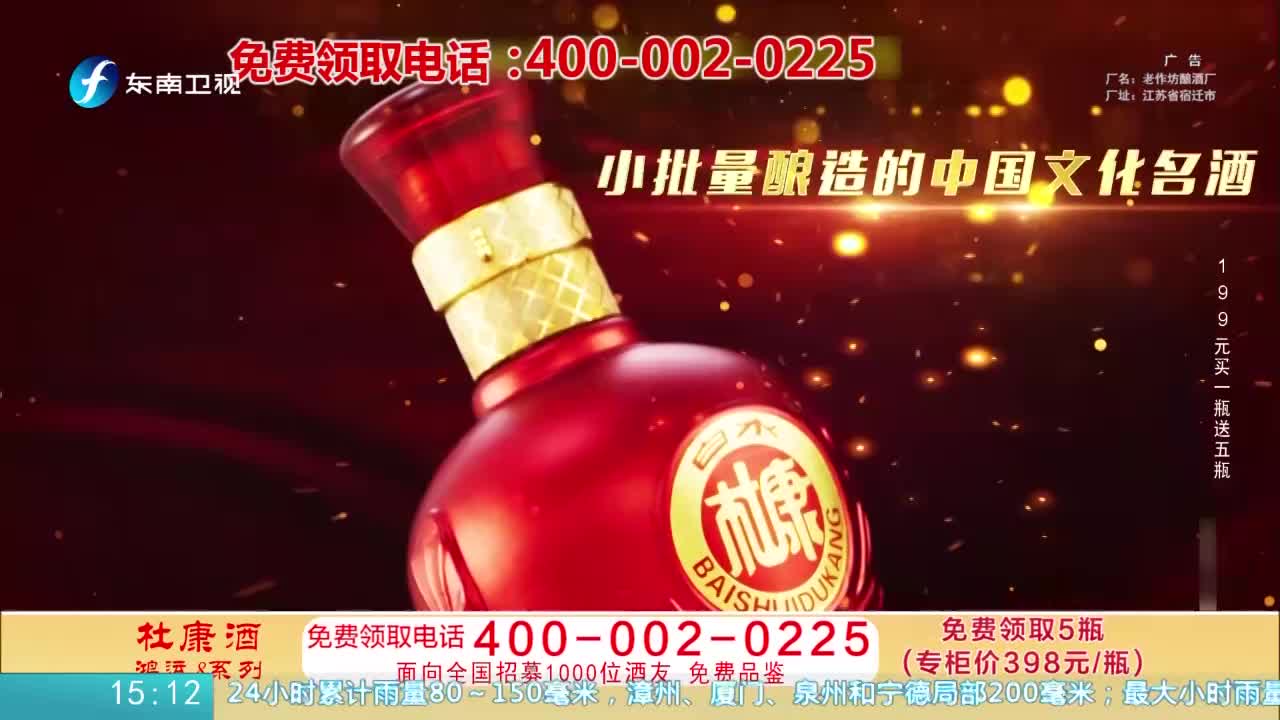 免费领取电话：400-002-0225
东南卫视
广告
厂名：老作坊酿酒厂
厂址：江苏省宿迁市
小批量酿造的中国文化名酒
199元买一瓶送五瓶
白水
杜康
BAISHUIDUKANG
杜康酒
鸿运&系列
免费领取电话 400-002-0225
面向全国招募1000位酒友 免费品鉴
免费领取5瓶
(专柜价398元/瓶)
15:12
24小时累计雨量80～150毫米，漳州、厦门、泉州和宁德局部200毫米；最大小时雨量